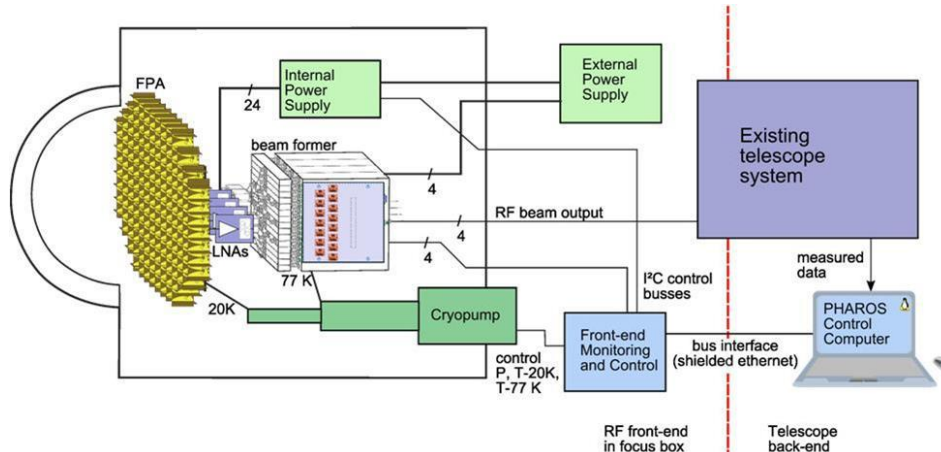 FPA
24
Internal
Power
Supply
External
Power
Supply
beam former
4
LNAs
77 K
20K
RF beam output
4
4
Existing
telescope
system
measured
data
I²C control
busses
Cryopump
control
P, T-20K,
T-77 K
Front-end
Monitoring
and Control
bus interface
(shielded ethernet)
PHAROS
Control
Computer
RF front-end
in focus box
Telescope
back-end